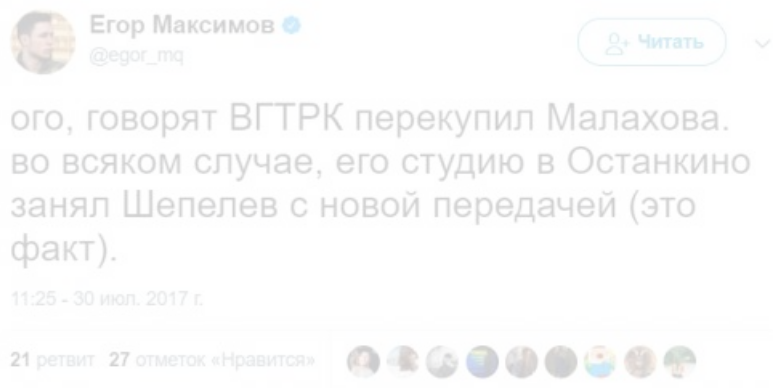 Егор Максимов
@egor_mq
Читать
ого, говорят ВГТРК перекупил Малахова.
во всяком случае, его студию в Останкино
занял Шепелев с новой передачей (это
факт).
11:25 - 30 июл. 2017 г.
21 ретвит 27 отметок «Нравится»